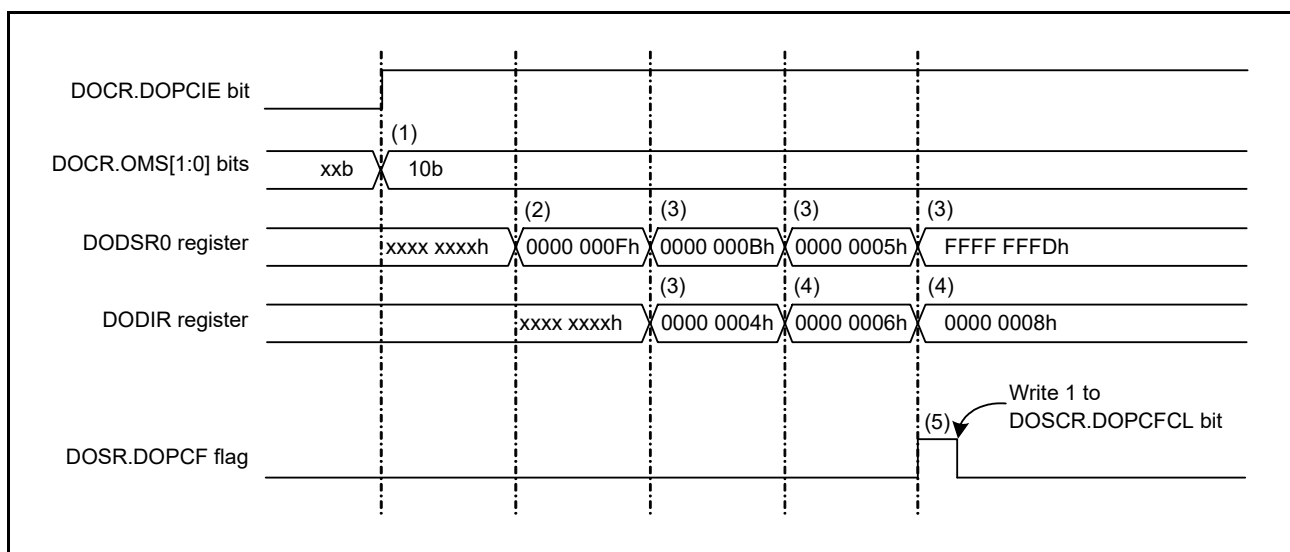 DOCR.DOPCIE bit
(1)
DOCR.OMS[1:0] bits xxb 10b
(2) (3) (3) (3)
DODSR0 register xxxx xxxxh 0000 000Fh 0000 000Bh 0000 0005h FFFF FFFDh
(3) (4) (4)
DODIR register xxxx xxxxh 0000 0004h 0000 0006h 0000 0008h
Write 1 to
(5) DOSCR.DOPCFCL bit
DOSR.DOPCF flag